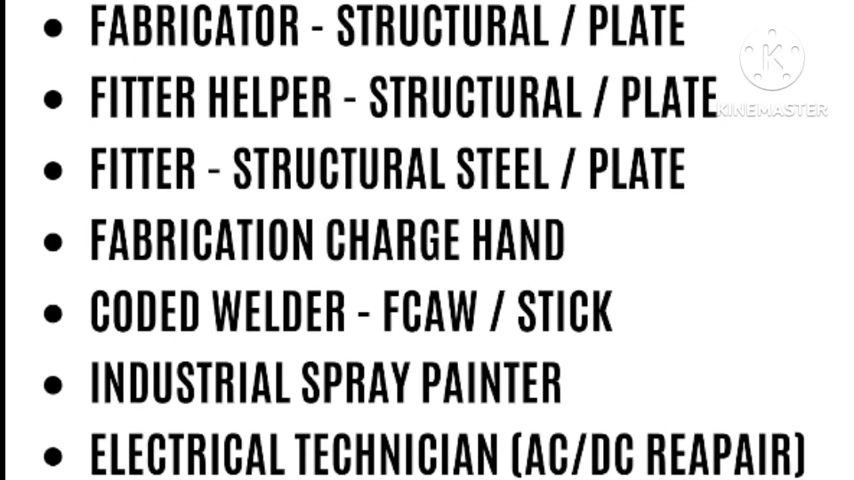 • FABRICATOR - STRUCTURAL / PLATE
• FITTER HELPER - STRUCTURAL / PLATE
• FITTER - STRUCTURAL STEEL / PLATE
• FABRICATION CHARGE HAND
• CODED WELDER - FCAW / STICK
• INDUSTRIAL SPRAY PAINTER
• ELECTRICAL TECHNICIAN (AC/DC REAPAIR)
K
KINEMASTER